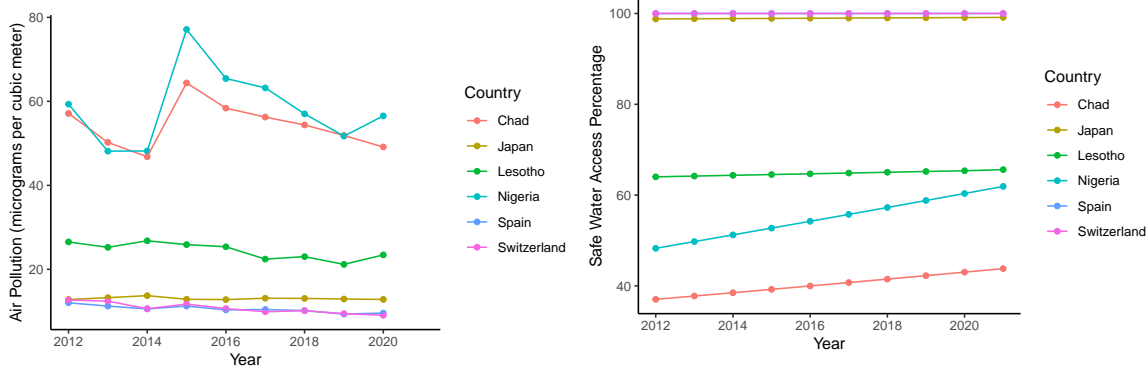 Air Pollution (micrograms per cubic meter)
80
60
40
20
2012 2014 2016 2018 2020
Year
Country
Chad
Japan
Lesotho
Nigeria
Spain
Switzerland
Safe Water Access Percentage
100
80
60
40
2012 2014 2016 2018 2020
Year
Country
Chad
Japan
Lesotho
Nigeria
Spain
Switzerland